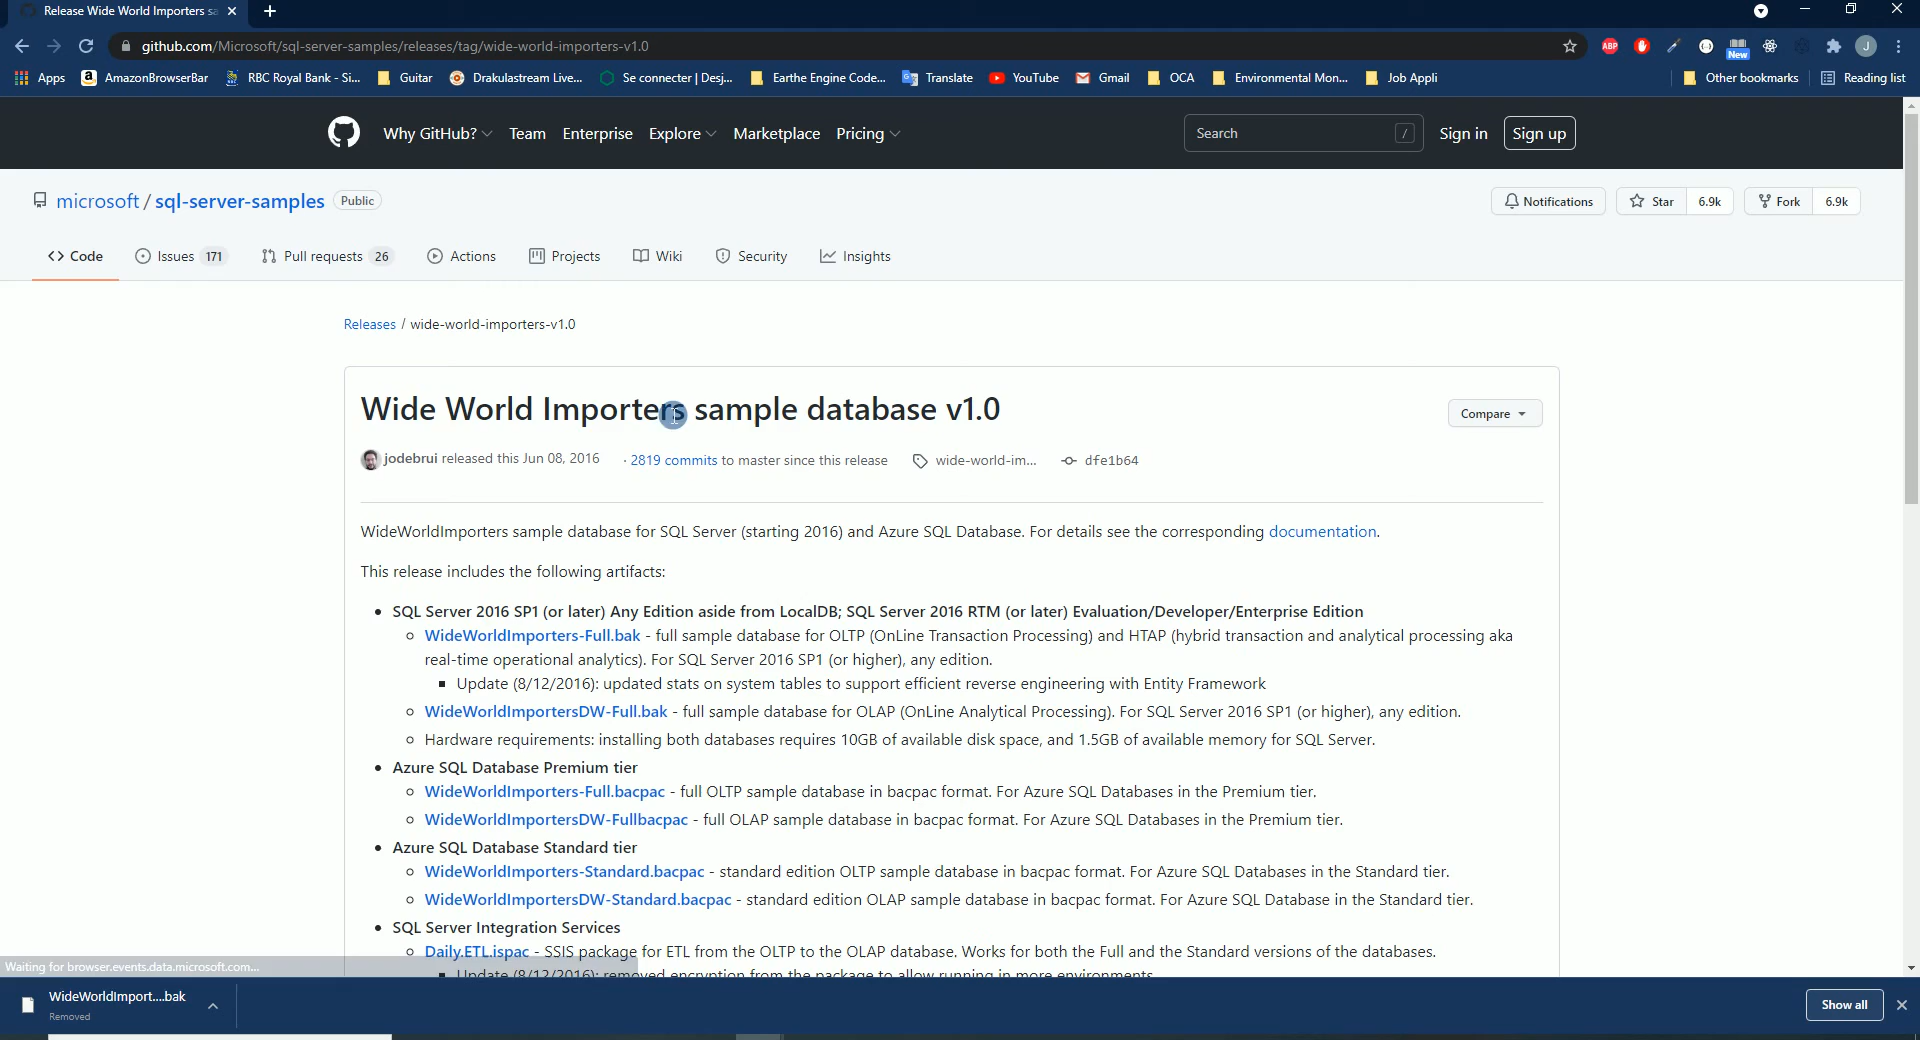 Release Wide World Importers sa
github.com/Microsoft/sql-server-samples/releases/tag/wide-world-importers-v1.0
ABP
New
J
Apps
AmazonBrowserBar
RBC Royal Bank - Si...
Guitar
Drakulastream Live...
Se connecter | Desj...
Earthe Engine Code...
Translate
YouTube
Gmail
OCA
Environmental Mon...
Job Appli
Other bookmarks
Reading list
Why GitHub?
Team
Enterprise
Explore
Marketplace
Pricing
Search
/
Sign in
Sign up
microsoft / sql-server-samples
Public
Notifications
Star
6.9k
Fork
6.9k
Code
Issues 171
Pull requests 26
Actions
Projects
Wiki
Security
Insights
Releases / wide-world-importers-v1.0
Wide World Importers sample database v1.0
Compare
jodebrui released this Jun 08, 2016
· 2819 commits to master since this release
wide-world-im...
dfe1b64
WideWorldImporters sample database for SQL Server (starting 2016) and Azure SQL Database. For details see the corresponding documentation.
This release includes the following artifacts:
SQL Server 2016 SP1 (or later) Any Edition aside from LocalDB; SQL Server 2016 RTM (or later) Evaluation/Developer/Enterprise Edition
WideWorldImporters-Full.bak - full sample database for OLTP (OnLine Transaction Processing) and HTAP (hybrid transaction and analytical processing aka
real-time operational analytics). For SQL Server 2016 SP1 (or higher), any edition.
Update (8/12/2016): updated stats on system tables to support efficient reverse engineering with Entity Framework
WideWorldImportersDW-Full.bak - full sample database for OLAP (OnLine Analytical Processing). For SQL Server 2016 SP1 (or higher), any edition.
Hardware requirements: installing both databases requires 10GB of available disk space, and 1.5GB of available memory for SQL Server.
Azure SQL Database Premium tier
WideWorldImporters-Full.bacpac - full OLTP sample database in bacpac format. For Azure SQL Databases in the Premium tier.
WideWorldImportersDW-Fullbacpac - full OLAP sample database in bacpac format. For Azure SQL Databases in the Premium tier.
Azure SQL Database Standard tier
WideWorldImporters-Standard.bacpac - standard edition OLTP sample database in bacpac format. For Azure SQL Databases in the Standard tier.
WideWorldImportersDW-Standard.bacpac - standard edition OLAP sample database in bacpac format. For Azure SQL Database in the Standard tier.
SQL Server Integration Services
Daily.ETL.ispac - SSIS package for ETL from the OLTP to the OLAP database. Works for both the Full and the Standard versions of the databases.
Update (8/12/2016): removed encryption from the package to allow running in more environments
Waiting for browser.events.data.microsoft.com...
WideWorldImport....bak
Removed
Show all